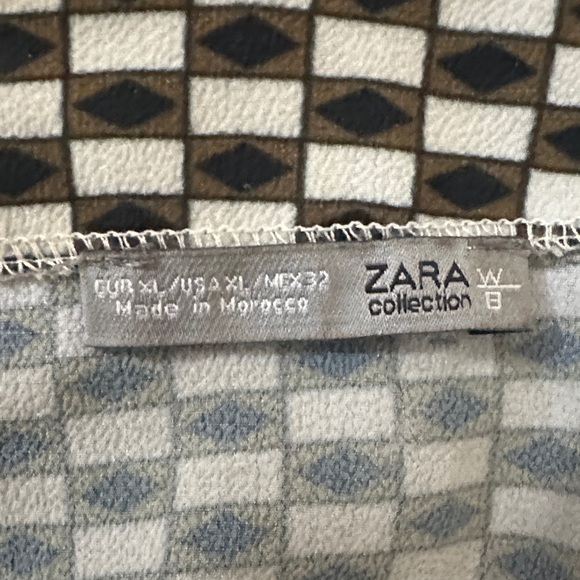 EUR XL/USA XL/MEX 32
Made in Morocco
ZARA
collection
W
B